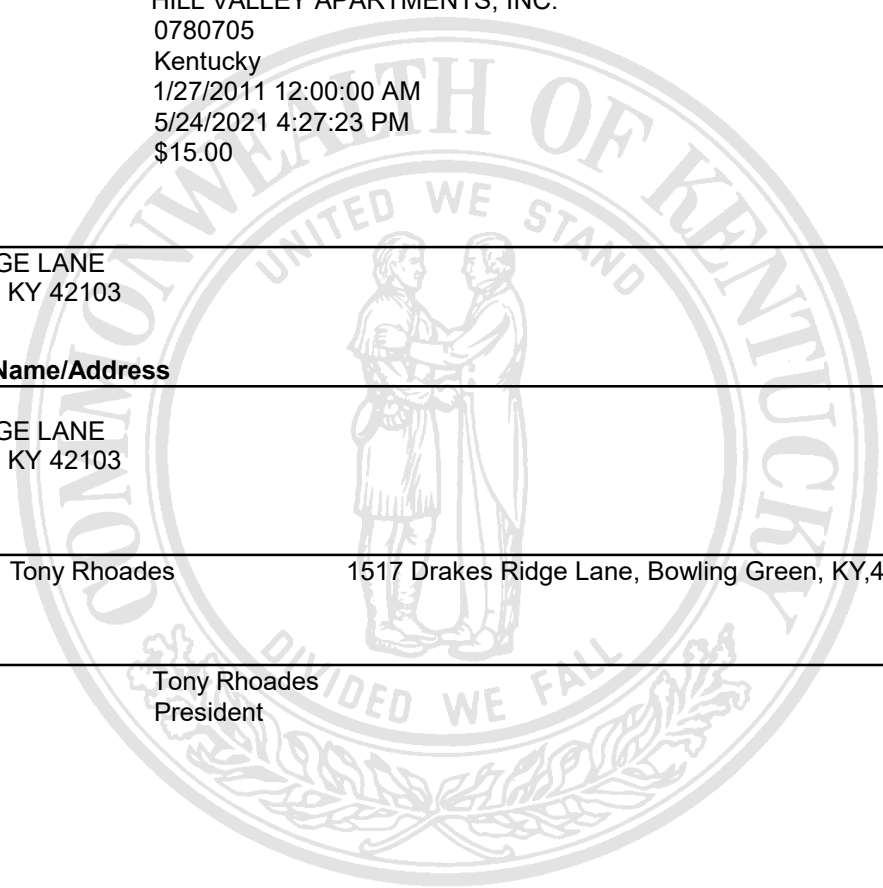 HILL VALLEY APARTMENTS, INC.
0780705
Kentucky
1/27/2011 12:00:00 AM
5/24/2021 4:27:23 PM
$15.00
GE LANE
KY 42103
Name/Address
GE LANE
KY 42103
Tony Rhoades 1517 Drakes Ridge Lane, Bowling Green, KY,4
Tony Rhoades
President
COMMONWEALTH OF KENTUCKY
UNITED WE STAND
DIVIDED WE FALL